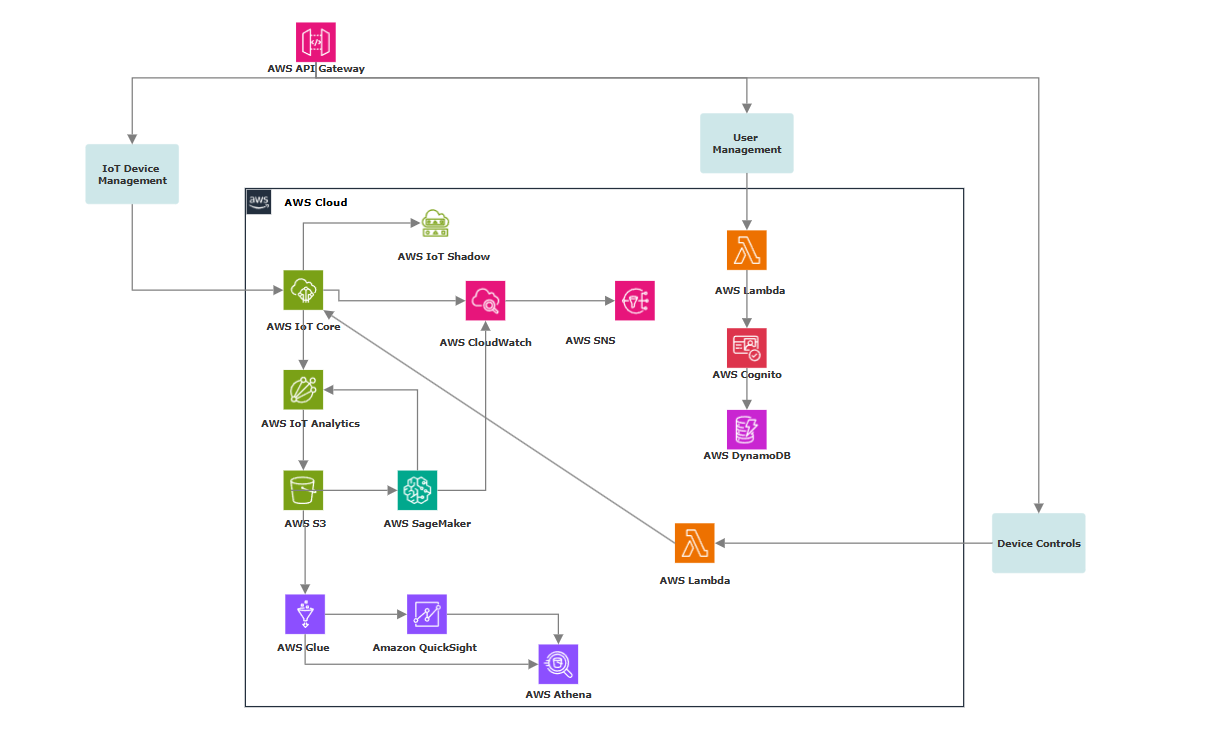 AWS API Gateway
User
Management
IoT Device
Management
aws
AWS Cloud
AWS IoT Shadow
AWS Lambda
AWS IoT Core
AWS CloudWatch
AWS SNS
AWS Cognito
AWS IoT Analytics
AWS DynamoDB
AWS S3
AWS SageMaker
Device Controls
AWS Lambda
AWS Glue
Amazon QuickSight
AWS Athena